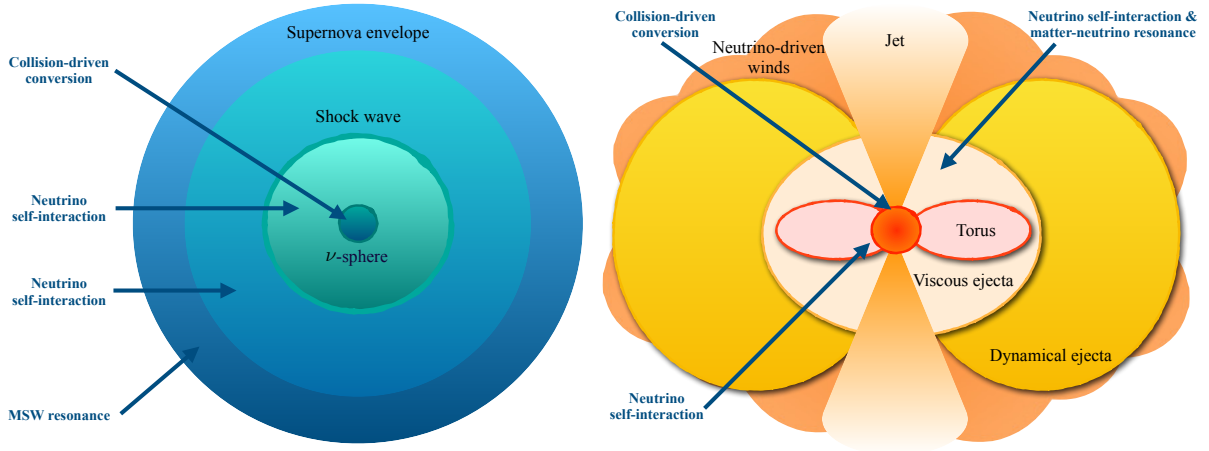 Supernova envelope
Collision-driven
conversion
Shock wave
Neutrino
self-interaction
ν-sphere
Neutrino
self-interaction
MSW resonance
Collision-driven
conversion
Neutrino self-interaction &
matter-neutrino resonance
Jet
Neutrino-driven
winds
Torus
Viscous ejecta
Dynamical ejecta
Neutrino
self-interaction